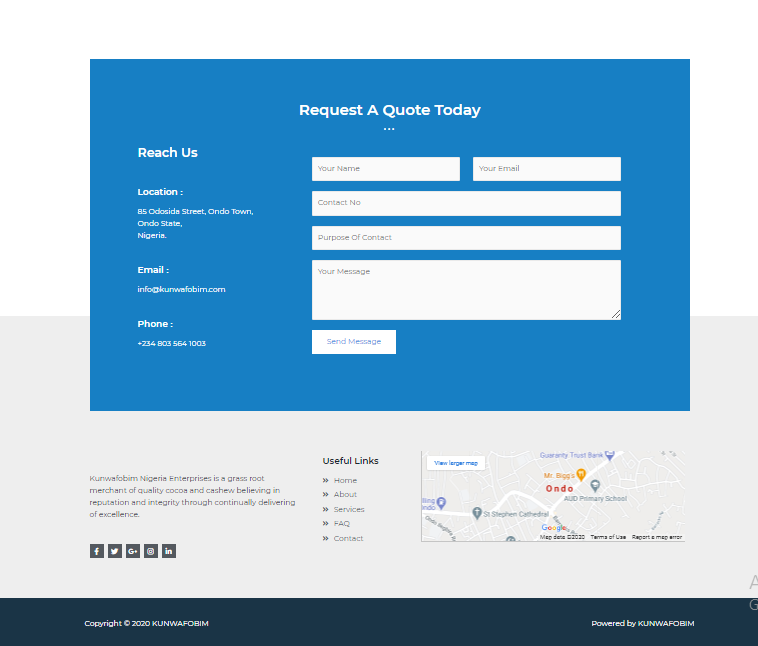 Request A Quote Today
Reach Us
Location :
85 Odosida Street, Ondo Town,
Ondo State,
Nigeria.
Email :
info@kunwafobim.com
Phone :
+234 803 564 1003
Your Name
Your Email
Contact No
Purpose Of Contact
Your Message
Send Message
Kunwafobim Nigeria Enterprises is a grass root
merchant of quality cocoa and cashew believing in
reputation and integrity through continually delivering
of excellence.
Useful Links
Home
About
Services
FAQ
Contact
View larger map
Guaranty Trust Bank
Mr. Bigg's
Ondo
AUD Primary School
St Stephen Cathedral
Google
Map data ©2020 Terms of Use Report a map error
Copyright © 2020 KUNWAFOBIM
Powered by KUNWAFOBIM